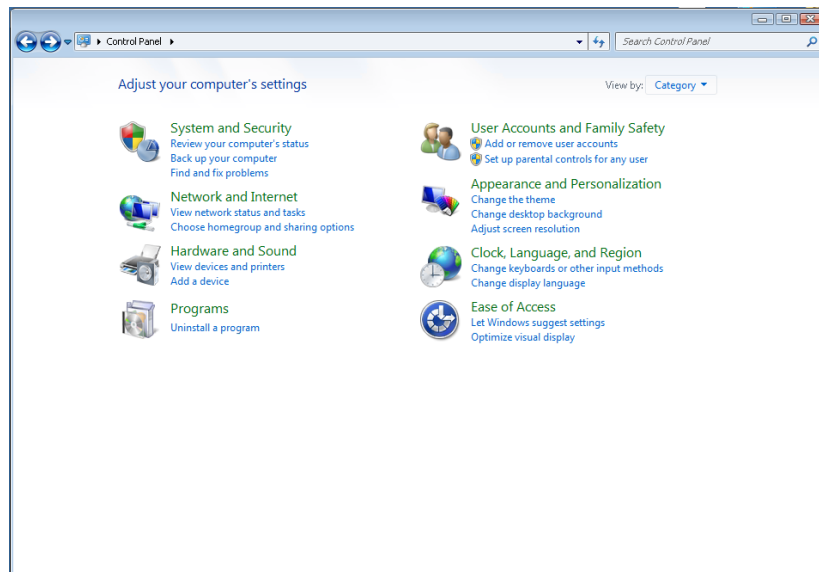 Control Panel
Search Control Panel
Adjust your computer's settings
View by: Category
System and Security
Review your computer's status
Back up your computer
Find and fix problems
Network and Internet
View network status and tasks
Choose homegroup and sharing options
Hardware and Sound
View devices and printers
Add a device
Programs
Uninstall a program
User Accounts and Family Safety
Add or remove user accounts
Set up parental controls for any user
Appearance and Personalization
Change the theme
Change desktop background
Adjust screen resolution
Clock, Language, and Region
Change keyboards or other input methods
Change display language
Ease of Access
Let Windows suggest settings
Optimize visual display